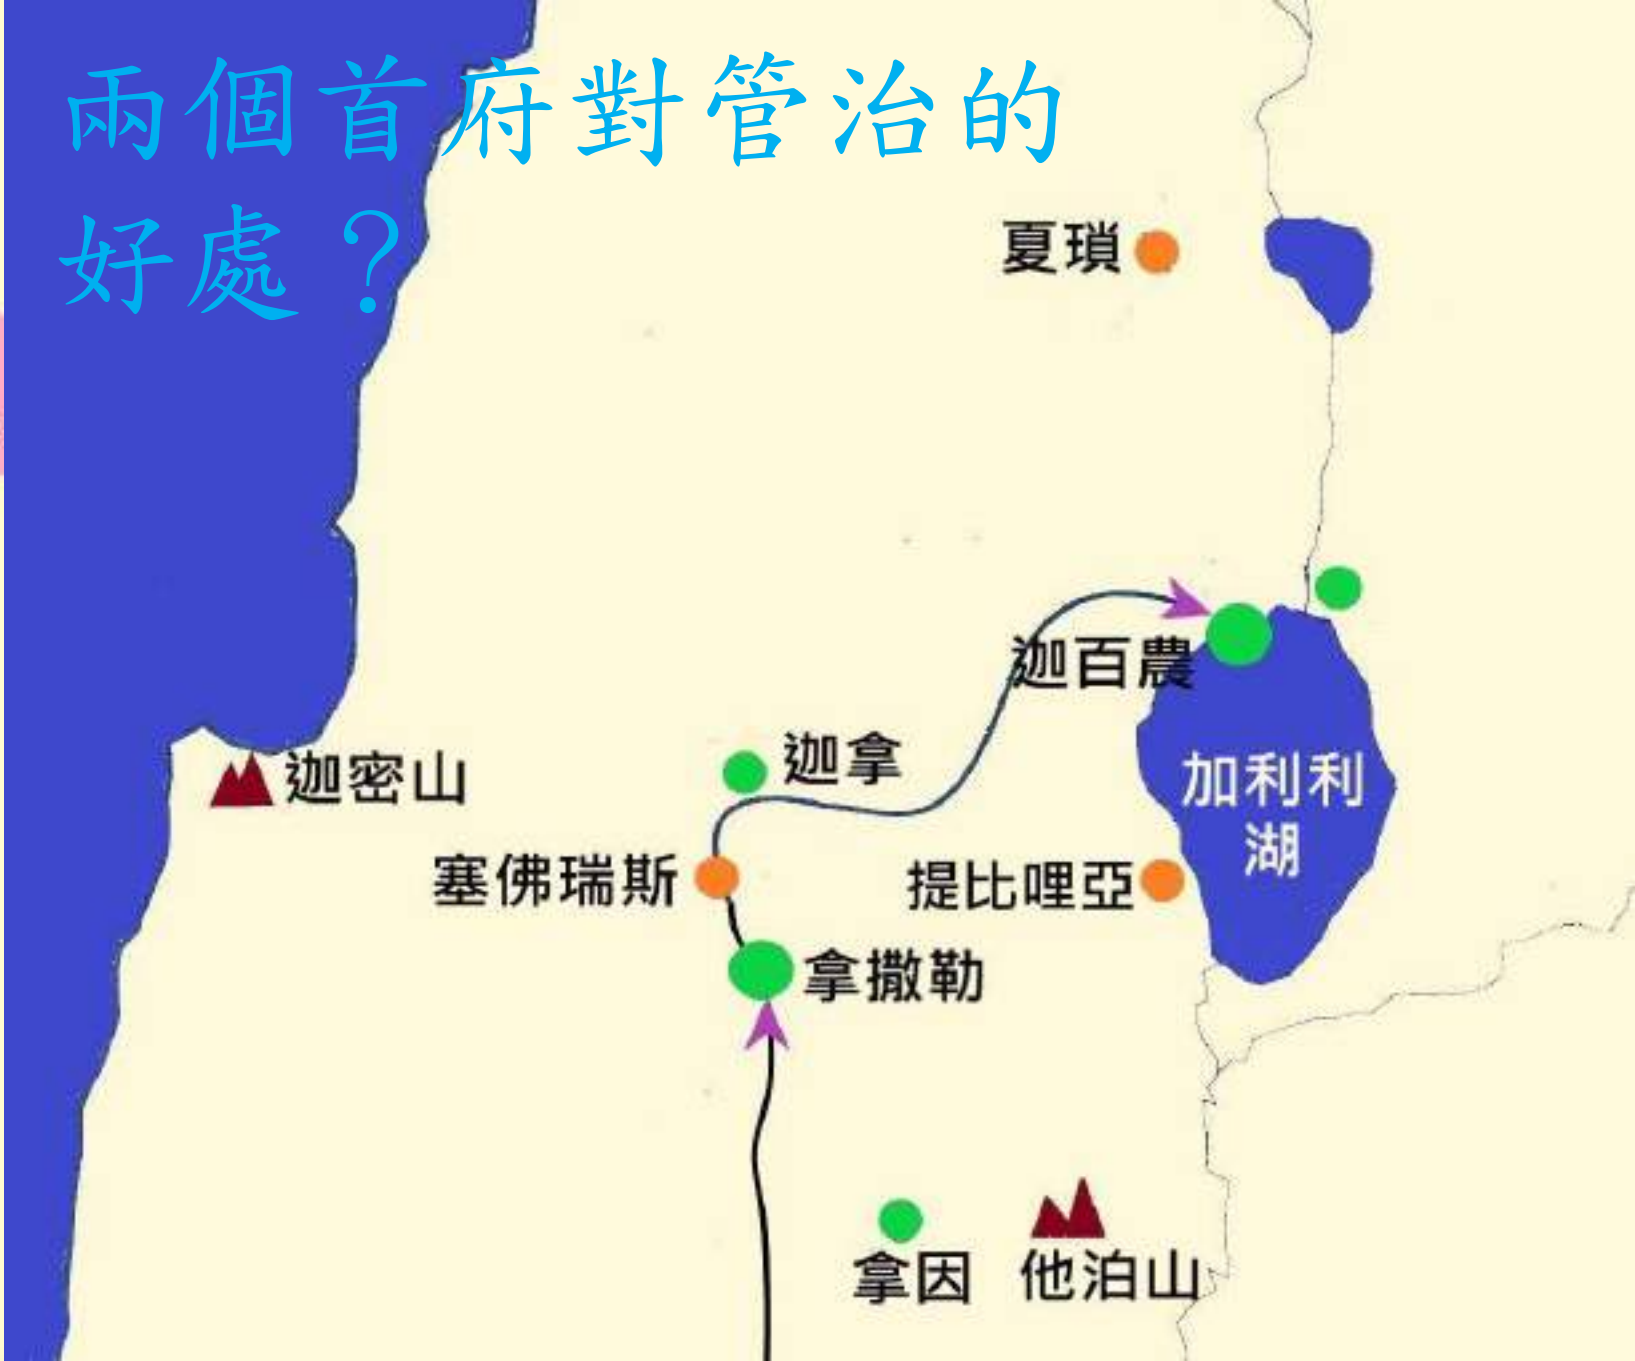 兩個首府對管治的
好處？
夏瑣
迦百農
迦拿
加利利
湖
迦密山
塞佛瑞斯
提比哩亞
拿撒勒
拿因
他泊山